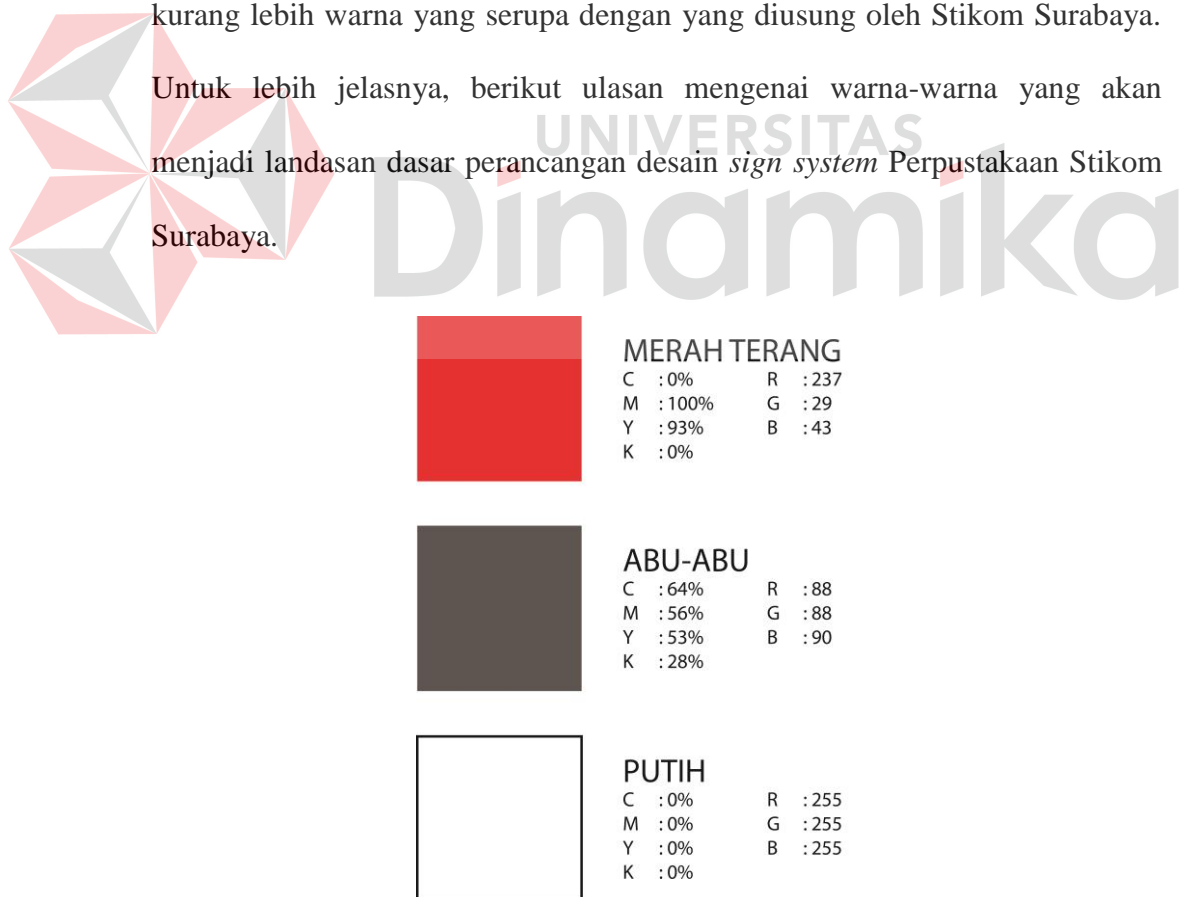 kurang lebih warna yang serupa dengan yang diusung oleh Stikom Surabaya.
Untuk lebih jelasnya, berikut ulasan mengenai warna-warna yang akan
UNIVERSITAS
menjadi landasan dasar perancangan desain sign system Perpustakaan Stikom
Dinamika
Surabaya.
MERAH TERANG
C : 0% R : 237
M : 100% G : 29
Y : 93% B : 43
K : 0%
ABU-ABU
C : 64% R : 88
M : 56% G : 88
Y : 53% B : 90
K : 28%
PUTIH
C : 0% R : 255
M : 0% G : 255
Y : 0% B : 255
K : 0%